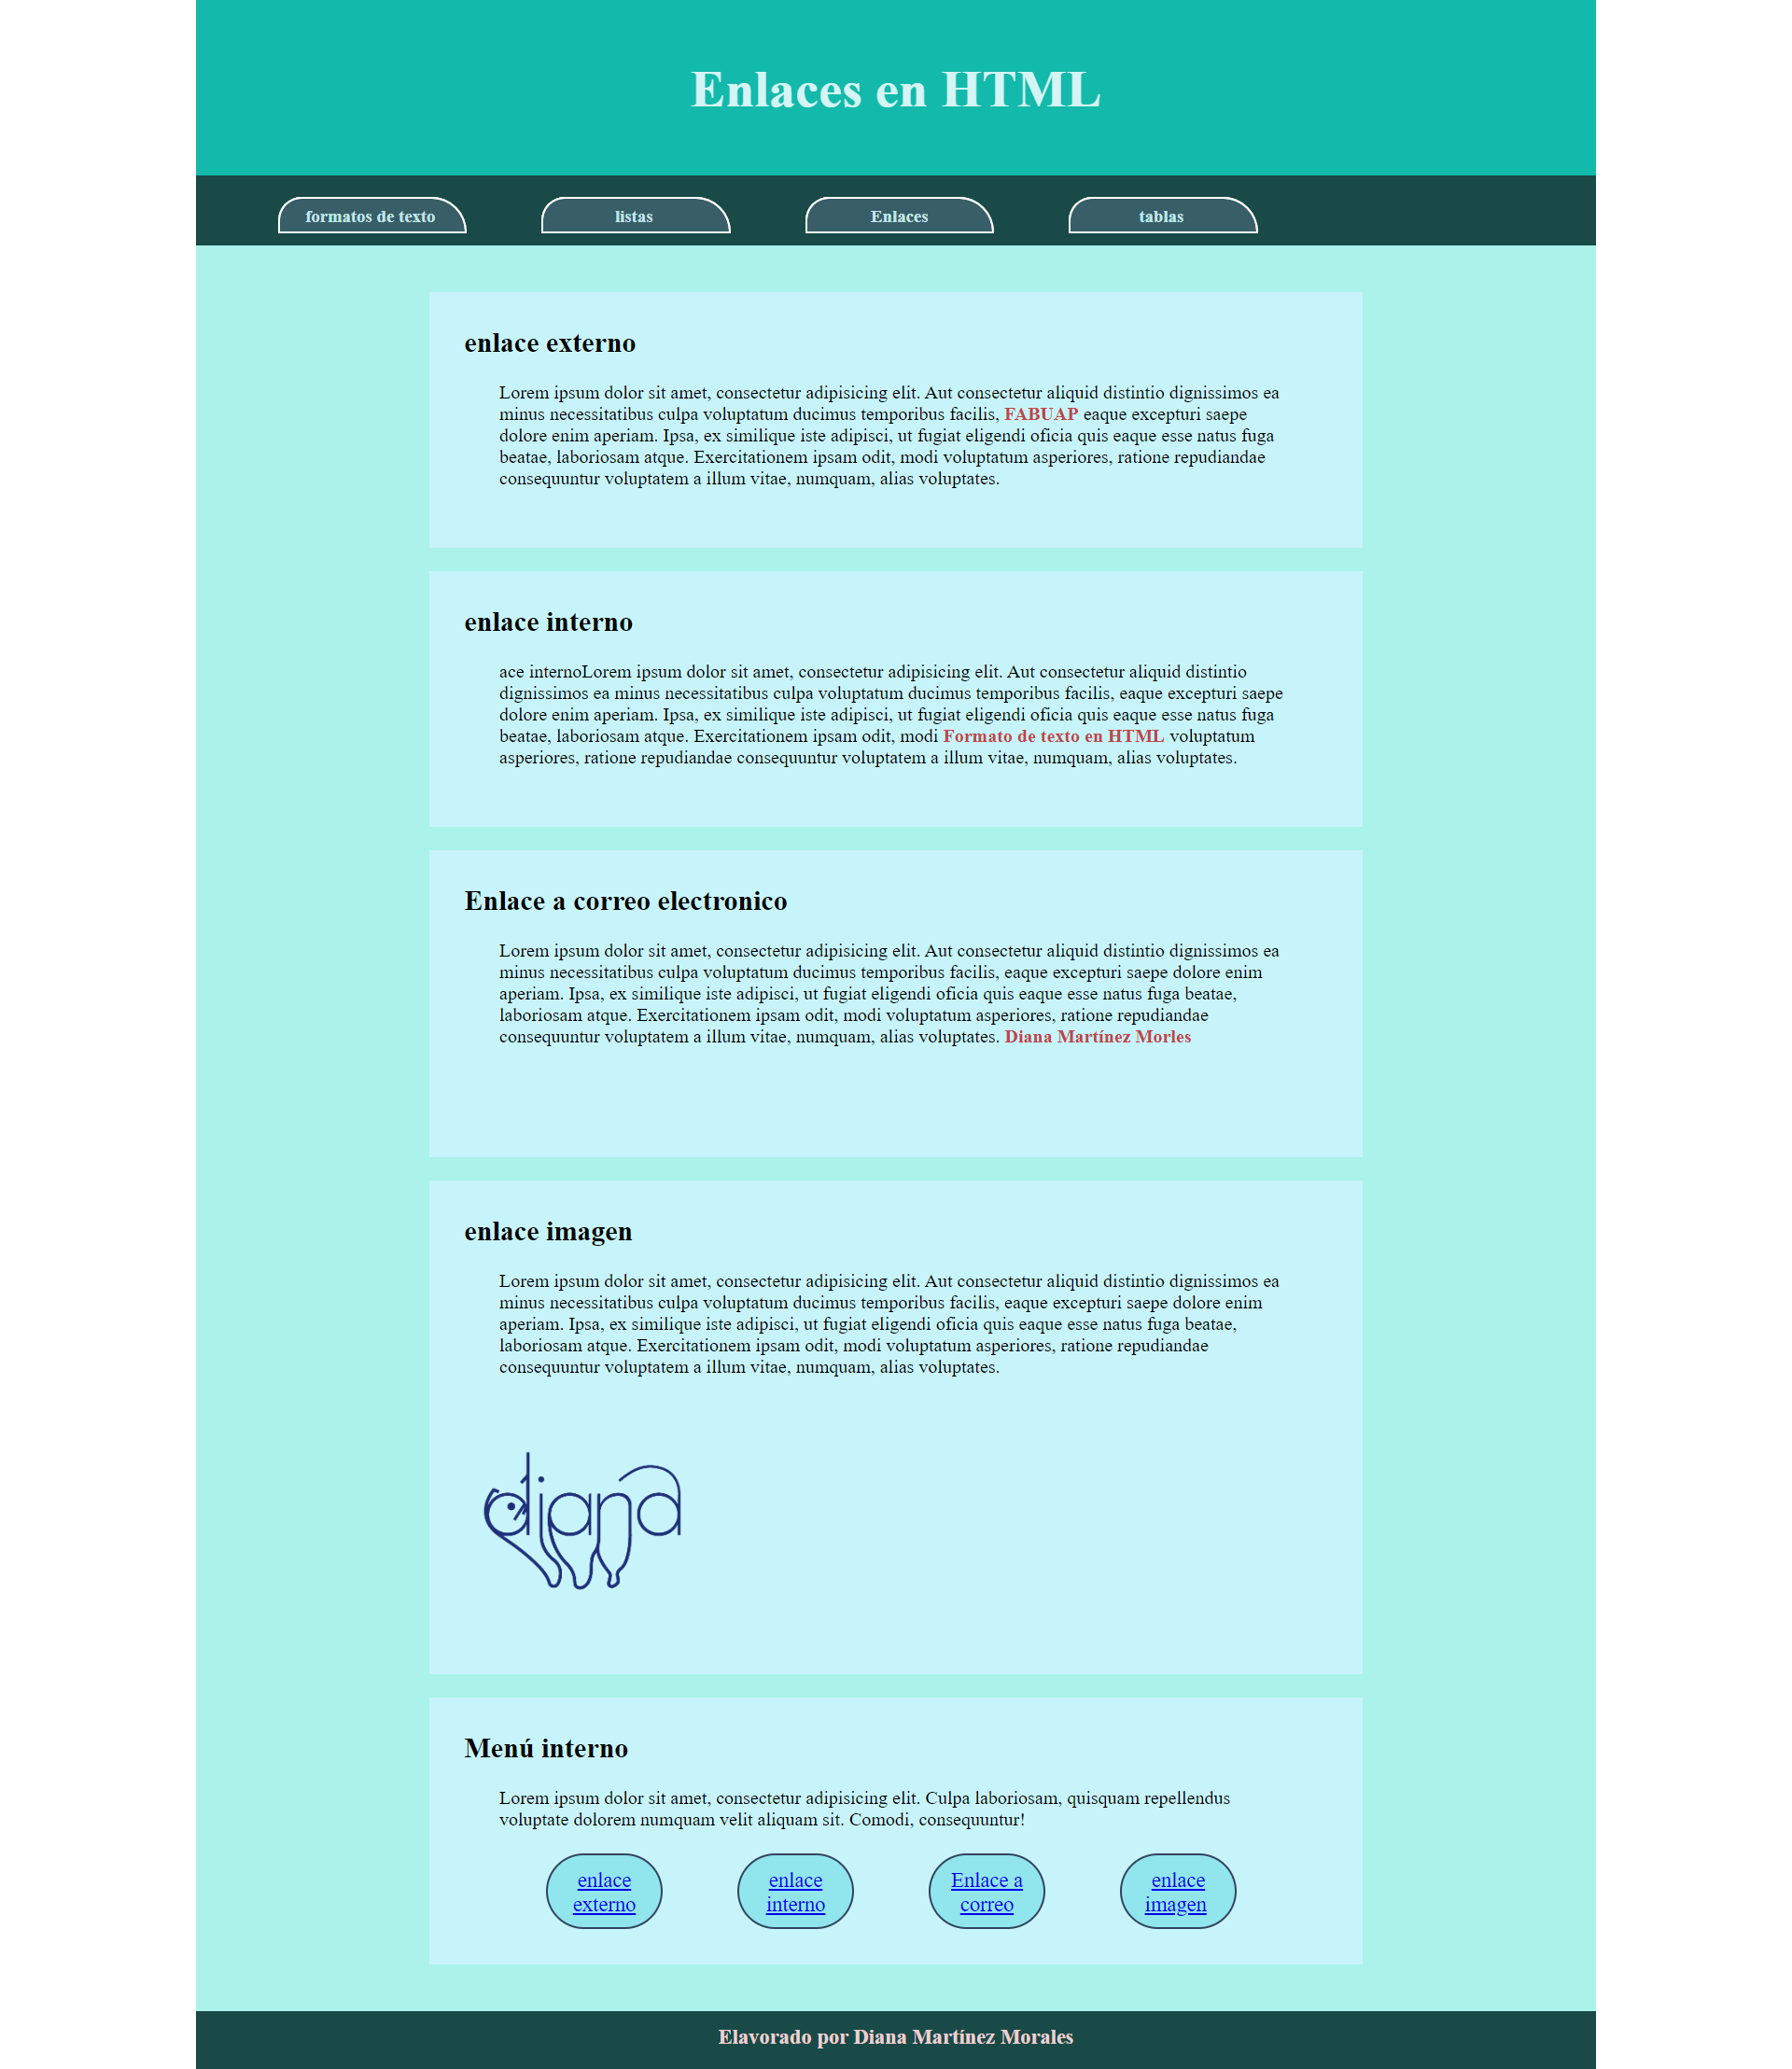 Enlaces en HTML
formatos de texto
listas
Enlaces
tablas
enlace externo
Lorem ipsum dolor sit amet, consectetur adipisicing elit. Aut consectetur aliquid distintio dignissimos ea
minus necessitatibus culpa voluptatum ducimus temporibus facilis, FABUAP eaque excepturi saepe
dolore enim aperiam. Ipsa, ex similique iste adipisci, ut fugiat eligendi oficia quis eaque esse natus fuga
beatae, laboriosam atque. Exercitationem ipsam odit, modi voluptatum asperiores, ratione repudiandae
consequuntur voluptatem a illum vitae, numquam, alias voluptates.
enlace interno
ace internoLorem ipsum dolor sit amet, consectetur adipisicing elit. Aut consectetur aliquid distintio
dignissimos ea minus necessitatibus culpa voluptatum ducimus temporibus facilis, eaque excepturi saepe
dolore enim aperiam. Ipsa, ex similique iste adipisci, ut fugiat eligendi oficia quis eaque esse natus fuga
beatae, laboriosam atque. Exercitationem ipsam odit, modi Formato de texto en HTML voluptatum
asperiores, ratione repudiandae consequuntur voluptatem a illum vitae, numquam, alias voluptates.
Enlace a correo electronico
Lorem ipsum dolor sit amet, consectetur adipisicing elit. Aut consectetur aliquid distintio dignissimos ea
minus necessitatibus culpa voluptatum ducimus temporibus facilis, eaque excepturi saepe dolore enim
aperiam. Ipsa, ex similique iste adipisci, ut fugiat eligendi oficia quis eaque esse natus fuga beatae,
laboriosam atque. Exercitationem ipsam odit, modi voluptatum asperiores, ratione repudiandae
consequuntur voluptatem a illum vitae, numquam, alias voluptates. Diana Martínez Morles
enlace imagen
Lorem ipsum dolor sit amet, consectetur adipisicing elit. Aut consectetur aliquid distintio dignissimos ea
minus necessitatibus culpa voluptatum ducimus temporibus facilis, eaque excepturi saepe dolore enim
aperiam. Ipsa, ex similique iste adipisci, ut fugiat eligendi oficia quis eaque esse natus fuga beatae,
laboriosam atque. Exercitationem ipsam odit, modi voluptatum asperiores, ratione repudiandae
consequuntur voluptatem a illum vitae, numquam, alias voluptates.
diana
Menú interno
Lorem ipsum dolor sit amet, consectetur adipisicing elit. Culpa laboriosam, quisquam repellendus
voluptate dolorem numquam velit aliquam sit. Comodi, consequuntur!
enlace
externo
enlace
interno
Enlace a
correo
enlace
imagen
Elavorado por Diana Martínez Morales